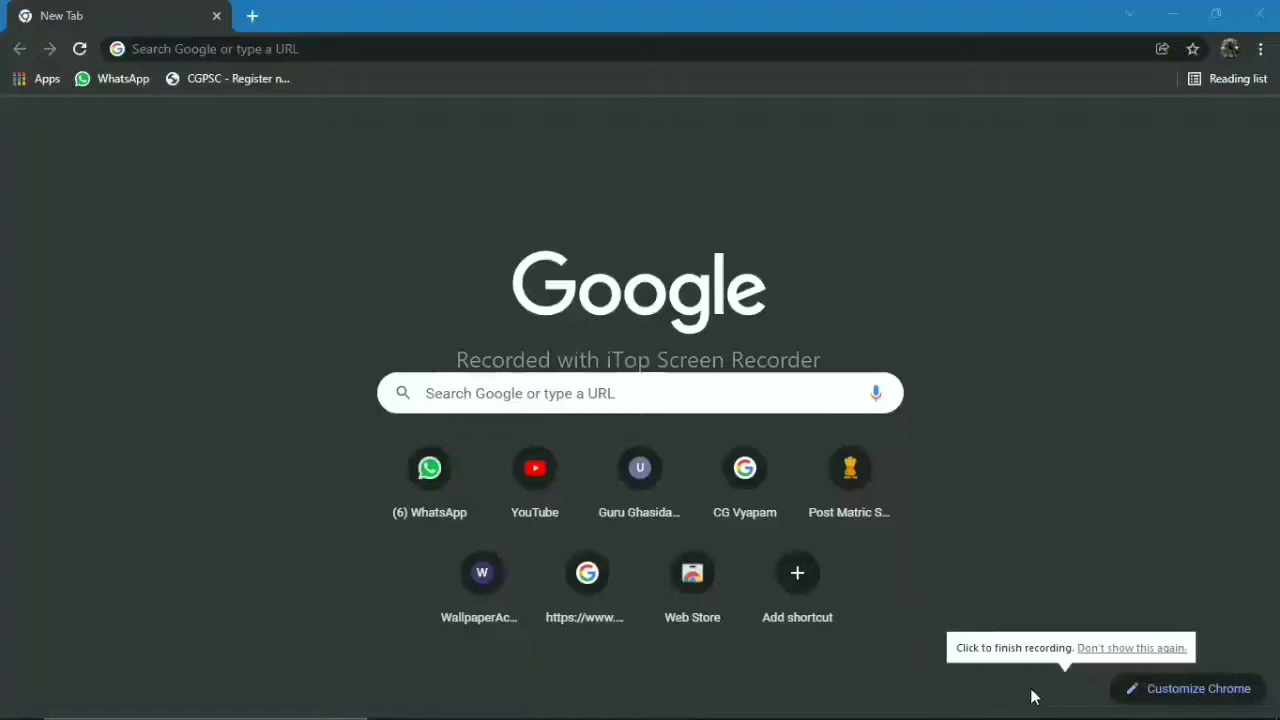 New Tab
Search Google or type a URL
Apps
WhatsApp
CGPSC - Register n...
Reading list
Google
Recorded with iTop Screen Recorder
Search Google or type a URL
U
(6) WhatsApp
YouTube
Guru Ghasida...
CG Vyapam
Post Matric S...
W
WallpaperAc...
https://www....
Web Store
Add shortcut
Click to finish recording. Don't show this again.
Customize Chrome